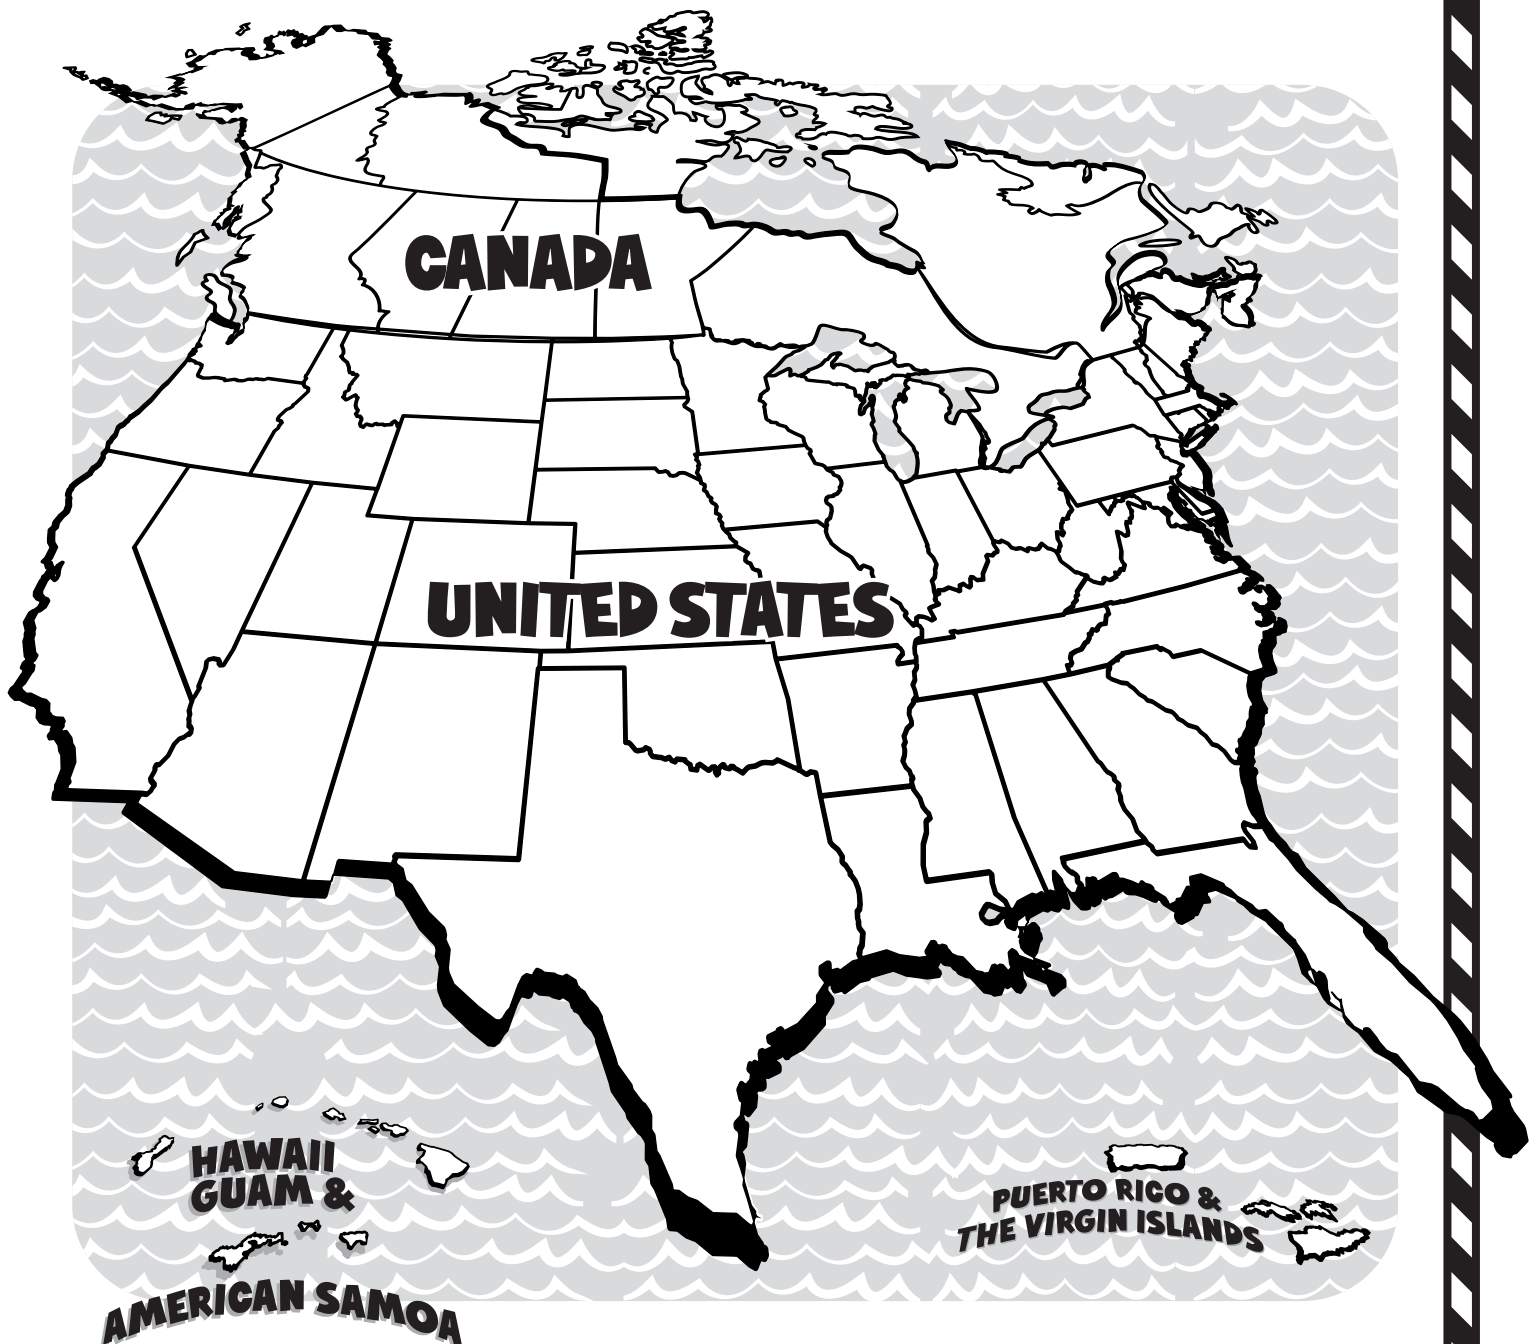 CANADA
UNITED STATES
HAWAII
GUAM &
AMERICAN SAMOA
PUERTO RICO &
THE VIRGIN ISLANDS